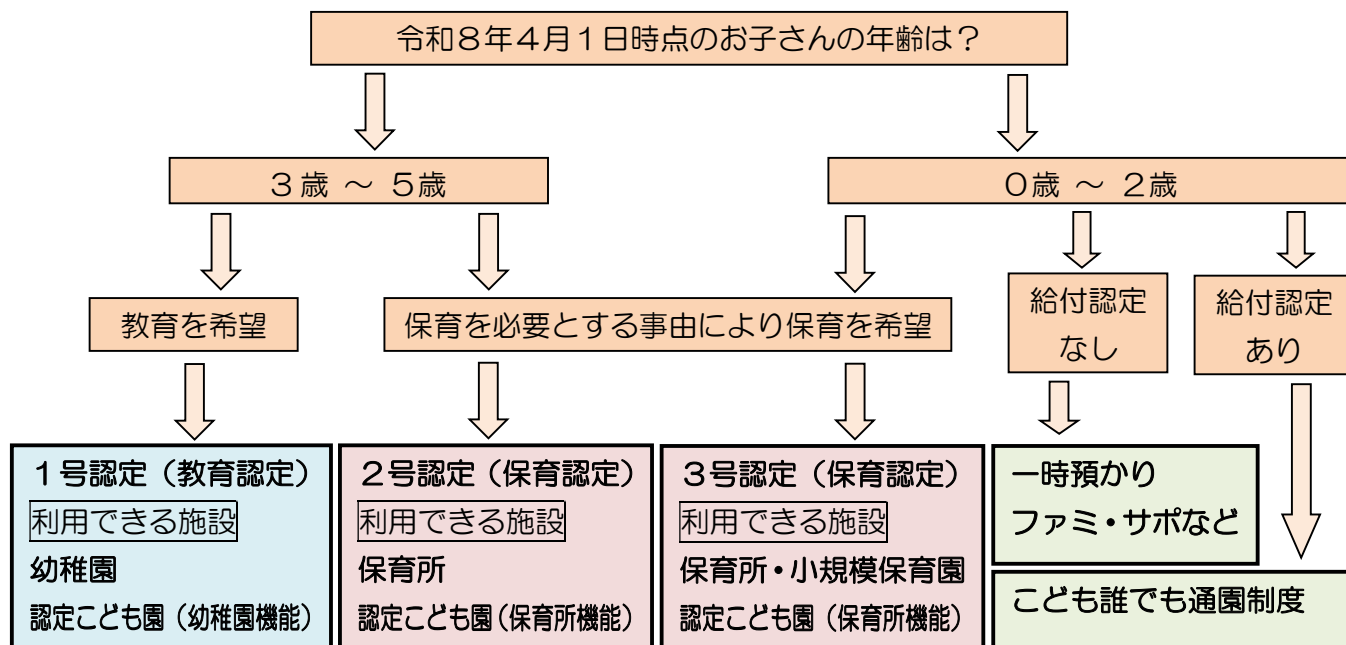 令和８年４月１日時点のお子さんの年齢は？
３歳 ～ ５歳
０歳 ～ ２歳
教育を希望
保育を必要とする事由により保育を希望
給付認定
なし
給付認定
あり
１号認定（教育認定）
利用できる施設
幼稚園
認定こども園（幼稚園機能）
２号認定（保育認定）
利用できる施設
保育所
認定こども園（保育所機能）
３号認定（保育認定）
利用できる施設
保育所・小規模保育園
認定こども園（保育所機能）
一時預かり
ファミ・サポなど
こども誰でも通園制度